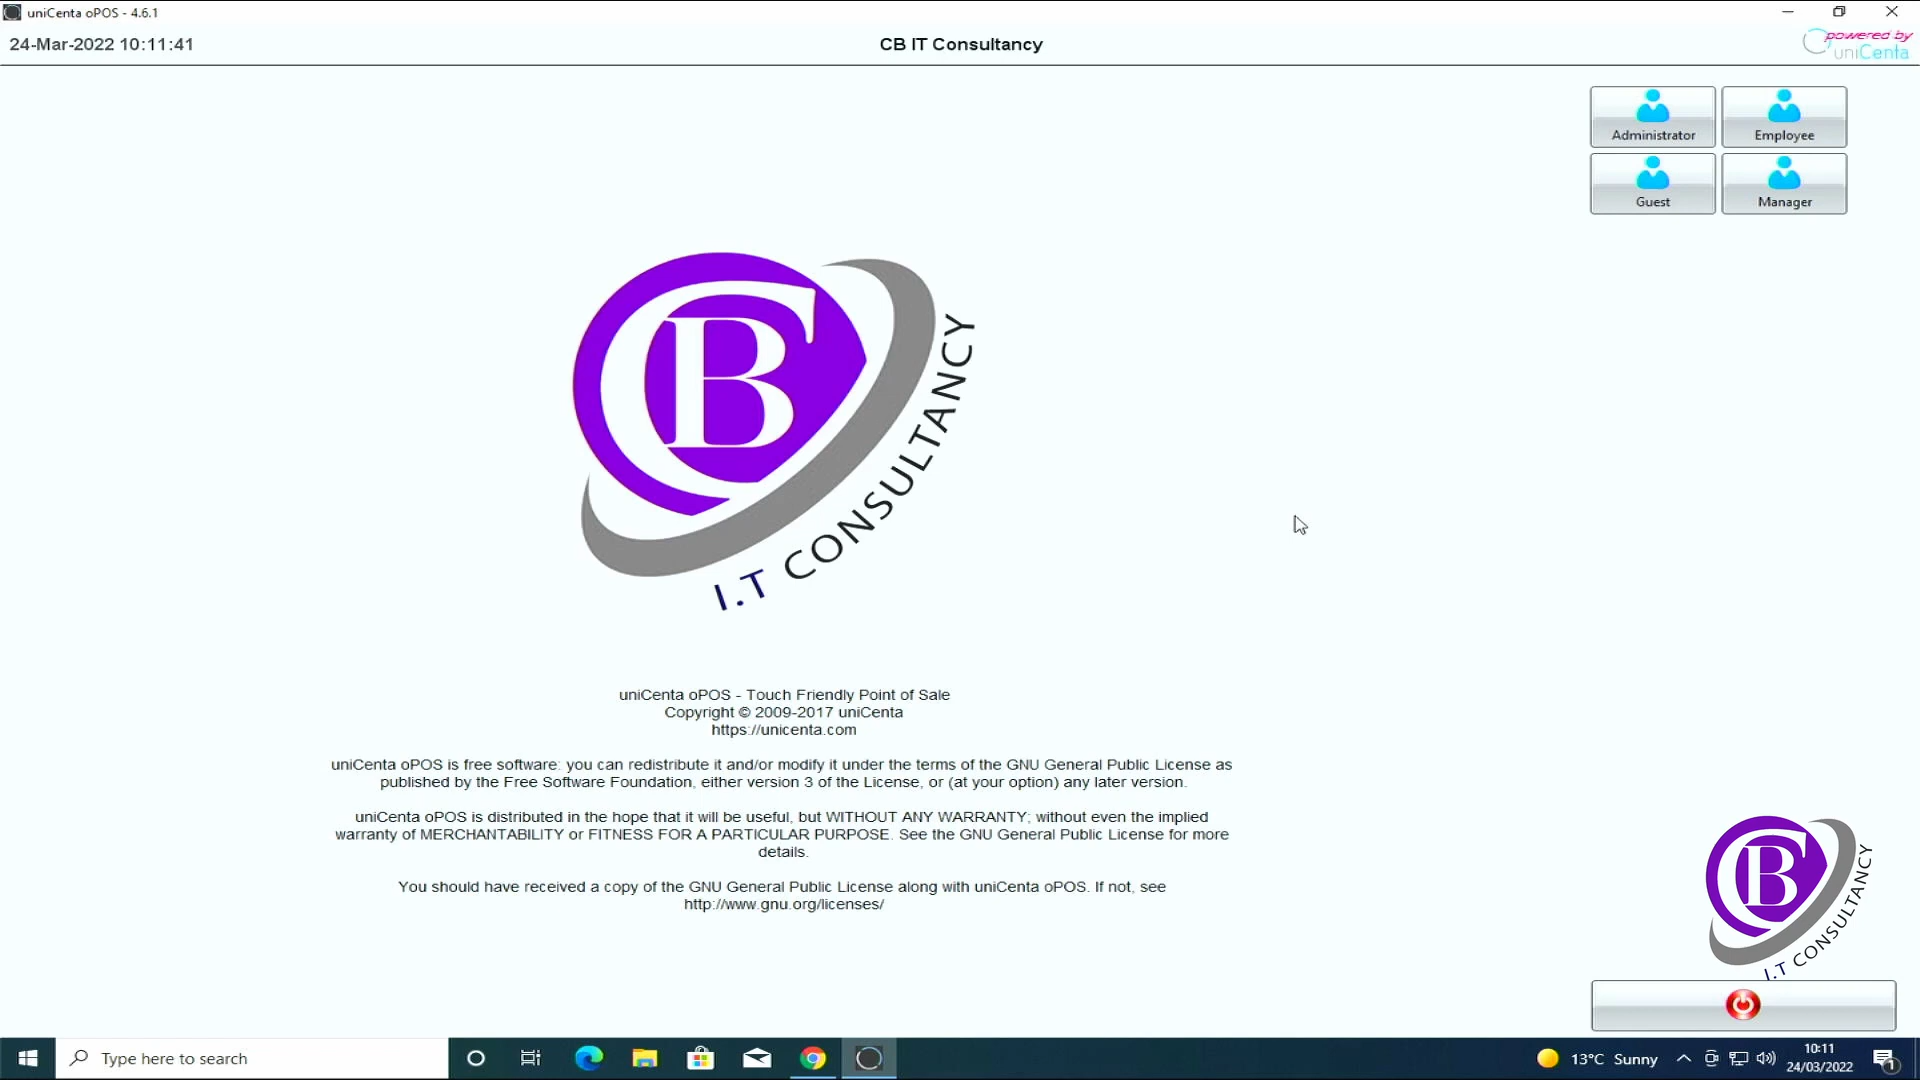 uniCenta oPOS - 4.6.1
24-Mar-2022 10:11:41
CB IT Consultancy
powered by
uniCenta
Administrator
Employee
Guest
Manager
CB
I.T CONSULTANCY
uniCenta oPOS - Touch Friendly Point of Sale
Copyright © 2009-2017 uniCenta
https://unicenta.com
uniCenta oPOS is free software: you can redistribute it and/or modify it under the terms of the GNU General Public License as
published by the Free Software Foundation, either version 3 of the License, or (at your option) any later version.
uniCenta oPOS is distributed in the hope that it will be useful, but WITHOUT ANY WARRANTY; without even the implied
warranty of MERCHANTABILITY or FITNESS FOR A PARTICULAR PURPOSE. See the GNU General Public License for more
details.
You should have received a copy of the GNU General Public License along with uniCenta oPOS. If not, see
http://www.gnu.org/licenses/
CB
I.T CONSULTANCY
Type here to search
13°C Sunny
10:11
24/03/2022
1